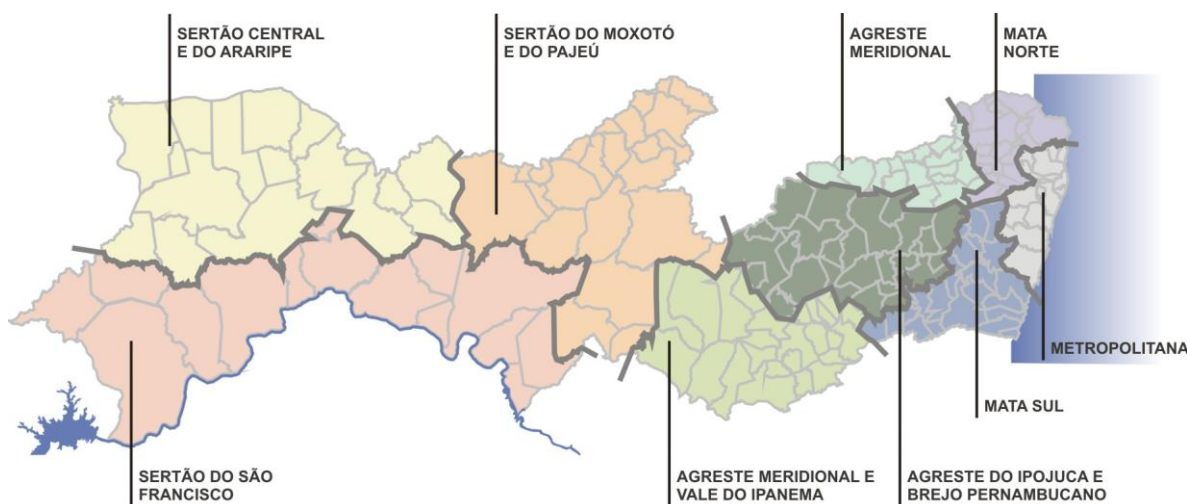 SERTÃO CENTRAL
E DO ARARIPE
SERTÃO DO MOXOTÓ
E DO PAJEÚ
AGRESTE
MERIDIONAL
MATA
NORTE
METROPOLITANA
MATA SUL
SERTÃO DO SÃO
FRANCISCO
AGRESTE MERIDIONAL E
VALE DO IPANEMA
AGRESTE DO IPOJUCA E
BREJO PERNAMBUCANO